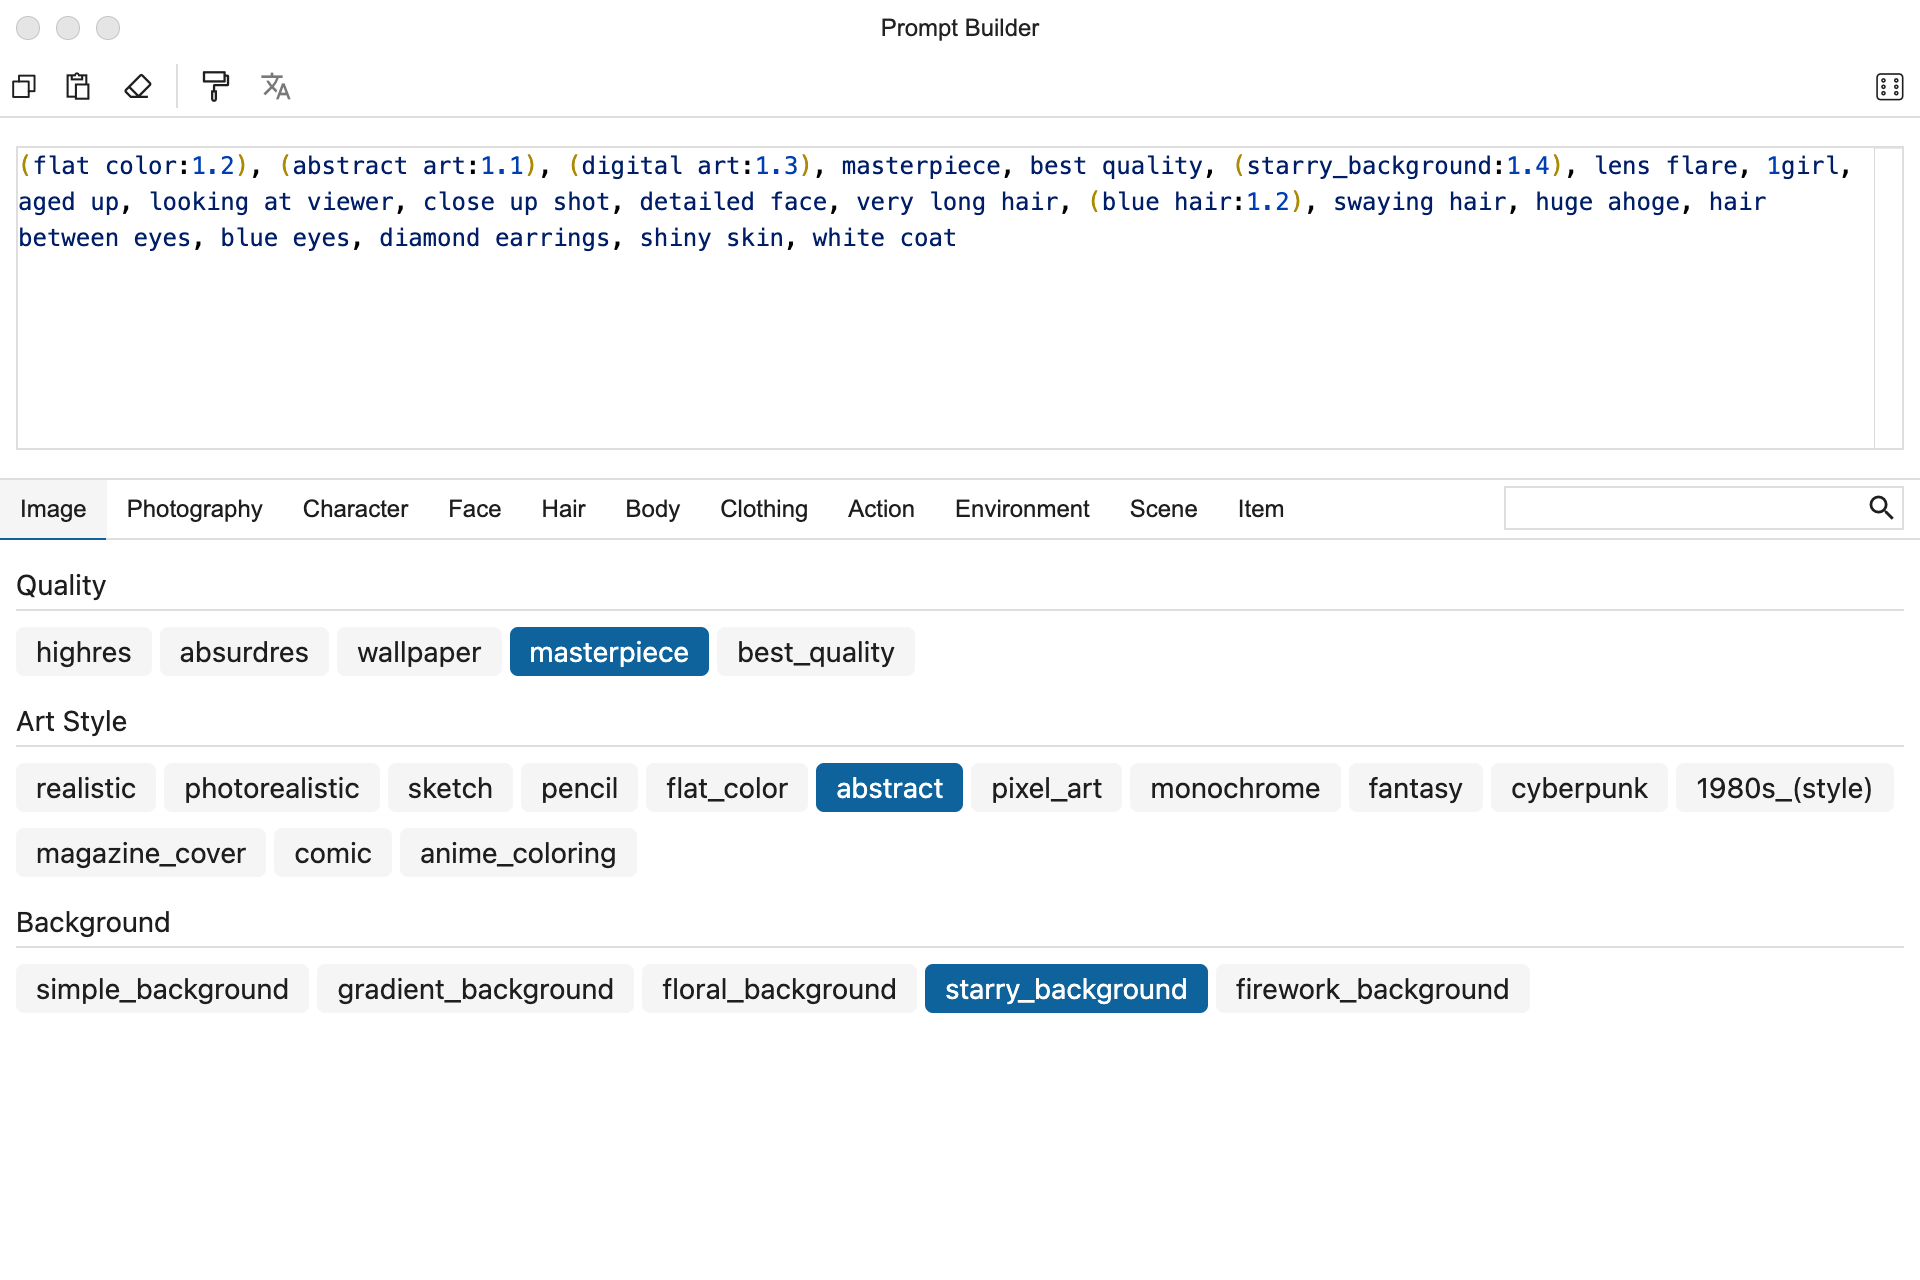 Prompt Builder
(flat color:1.2), (abstract art:1.1), (digital art:1.3), masterpiece, best quality, (starry_background:1.4), lens flare, 1girl,
aged up, looking at viewer, close up shot, detailed face, very long hair, (blue hair:1.2), swaying hair, huge ahoge, hair
between eyes, blue eyes, diamond earrings, shiny skin, white coat
Image Photography Character Face Hair Body Clothing Action Environment Scene Item
Quality
highres absurdres wallpaper masterpiece best_quality
Art Style
realistic photorealistic sketch pencil flat_color abstract pixel_art monochrome fantasy cyberpunk 1980s_(style)
magazine_cover comic anime_coloring
Background
simple_background gradient_background floral_background starry_background firework_background